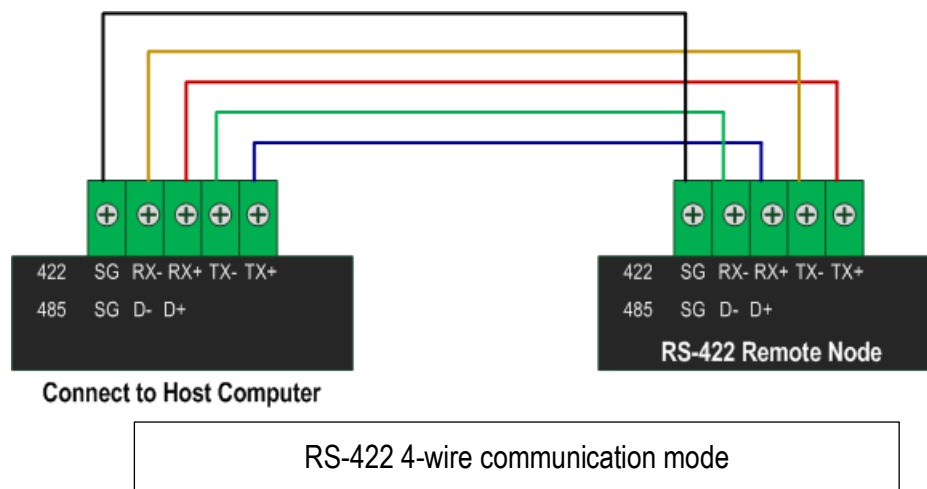 422 SG RX- RX+ TX- TX+
485 SG D- D+
Connect to Host Computer
422 SG RX- RX+ TX- TX+
485 SG D- D+
RS-422 Remote Node
RS-422 4-wire communication mode